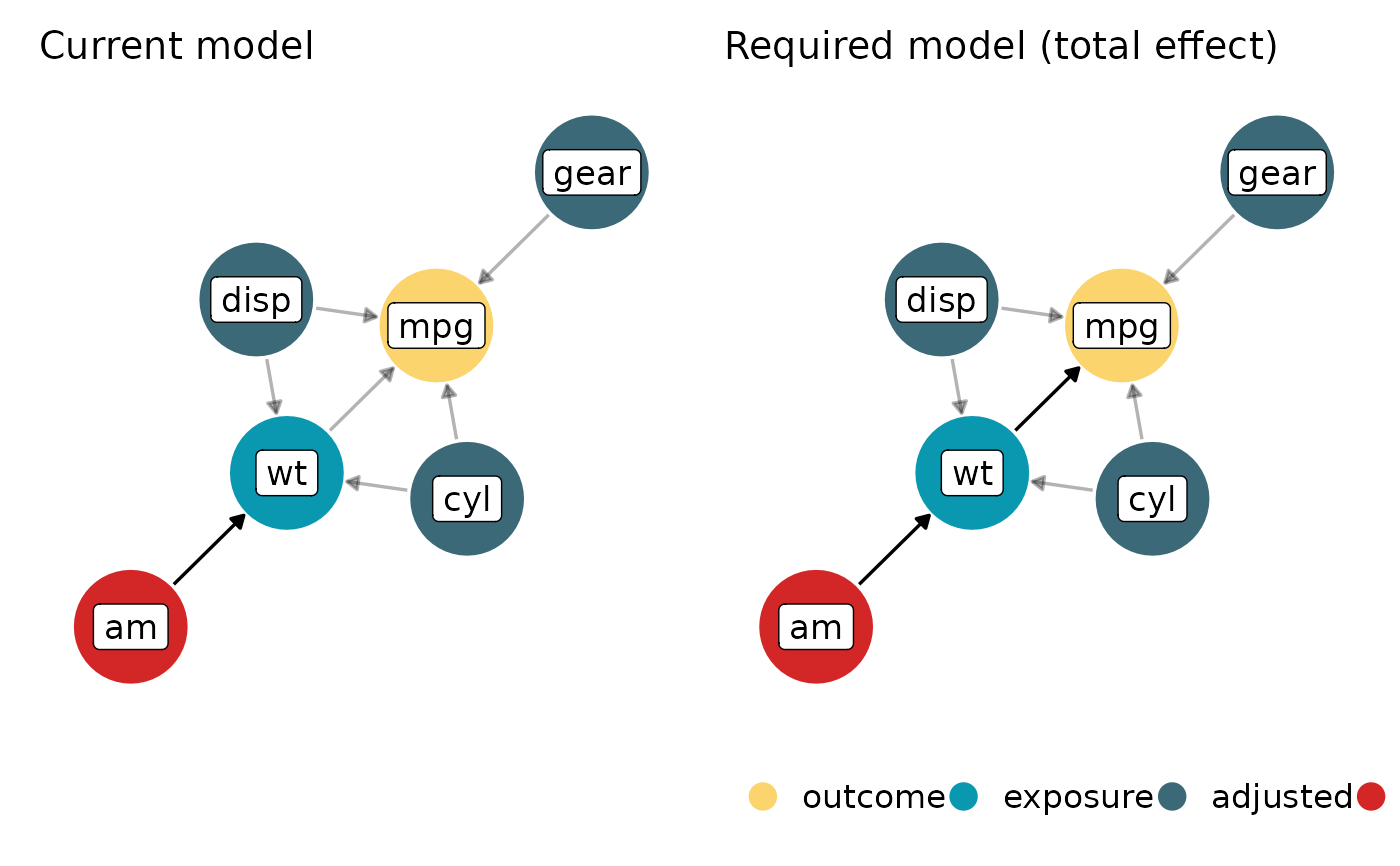 Current model
Required model (total effect)
gear
disp
mpg
wt
cyl
am
gear
disp
mpg
wt
cyl
am
outcome exposure adjusted